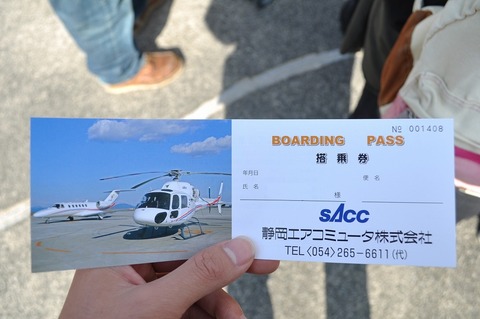 No 001408
BOARDING PASS
搭乗券
年月日 便名
氏名
様
SACC
静岡エアコミュータ株式会社
TEL〈054〉265-6611(代)